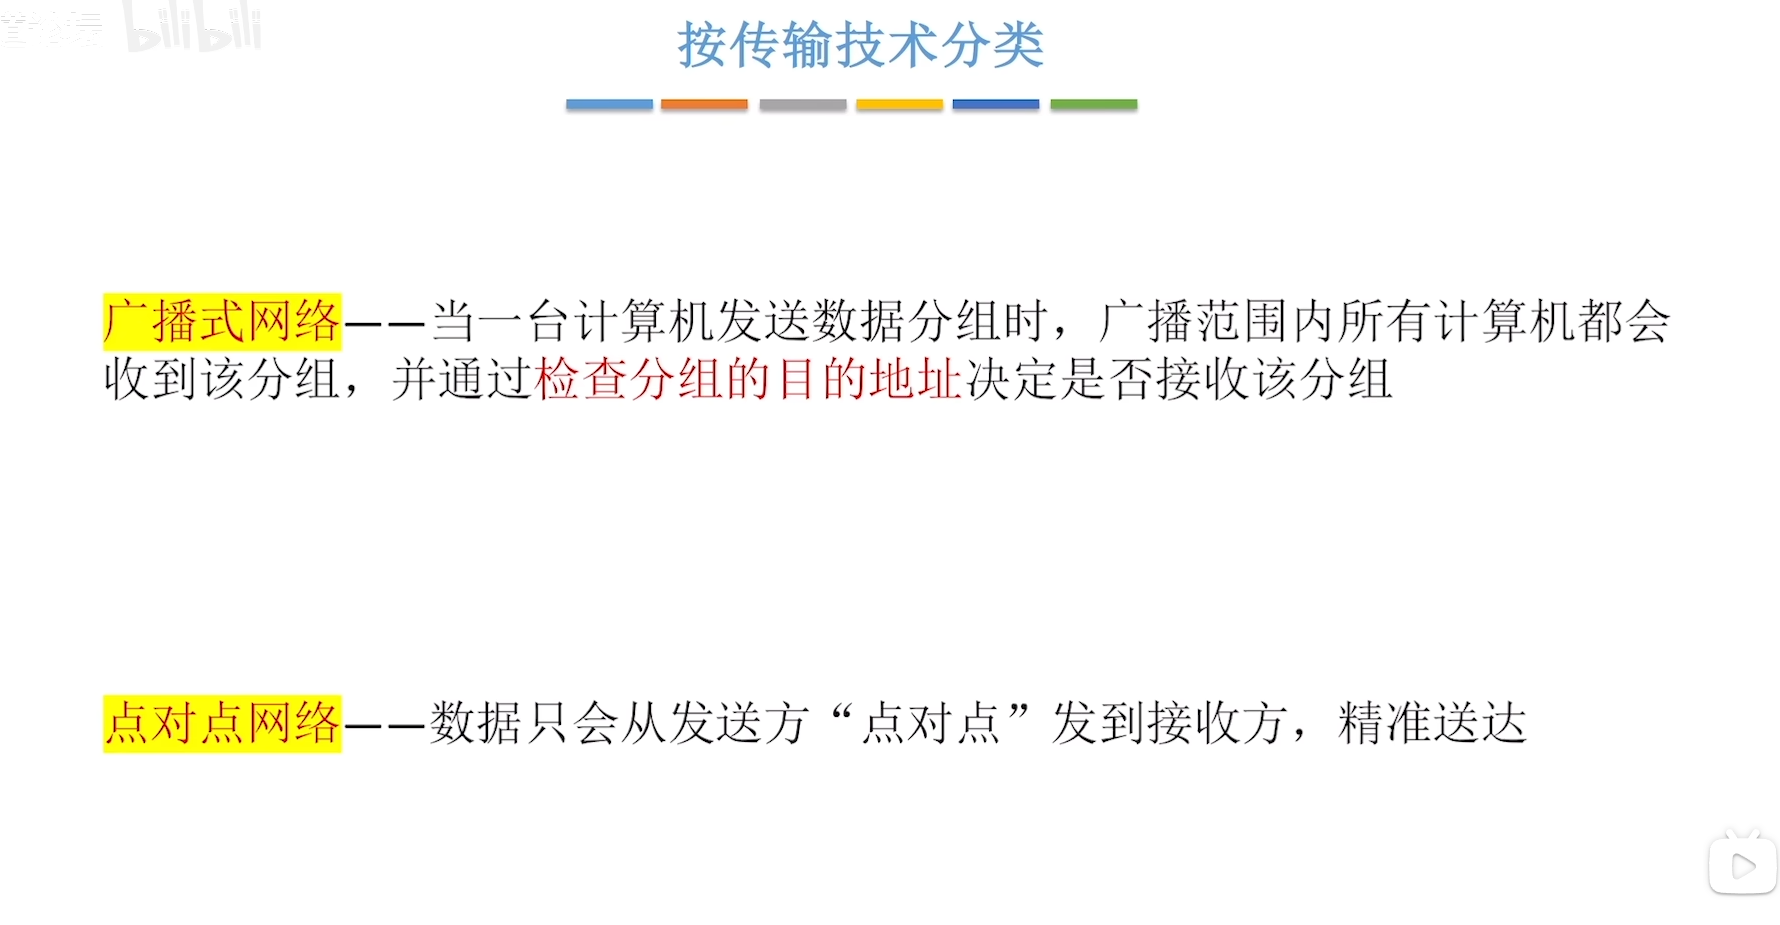 bilibili
按传输技术分类
广播式网络——当一台计算机发送数据分组时，广播范围内所有计算机都会
收到该分组，并通过检查分组的目的地址决定是否接收该分组
点对点网络——数据只会从发送方“点对点”发到接收方，精准送达